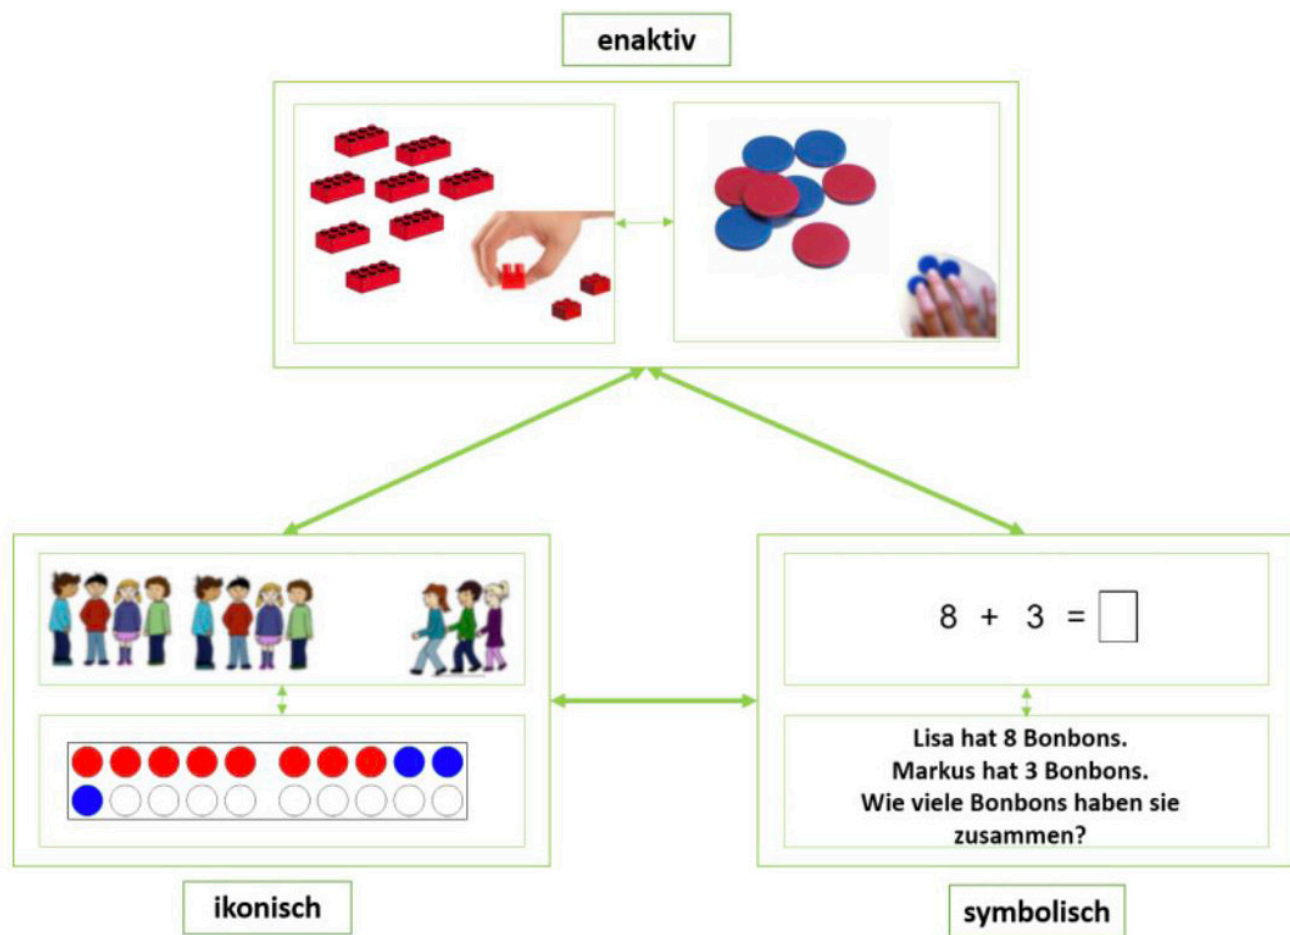 enaktiv
8 + 3 =
Lisa hat 8 Bonbons.
Markus hat 3 Bonbons.
Wie viele Bonbons haben sie
zusammen?
ikonisch
symbolisch